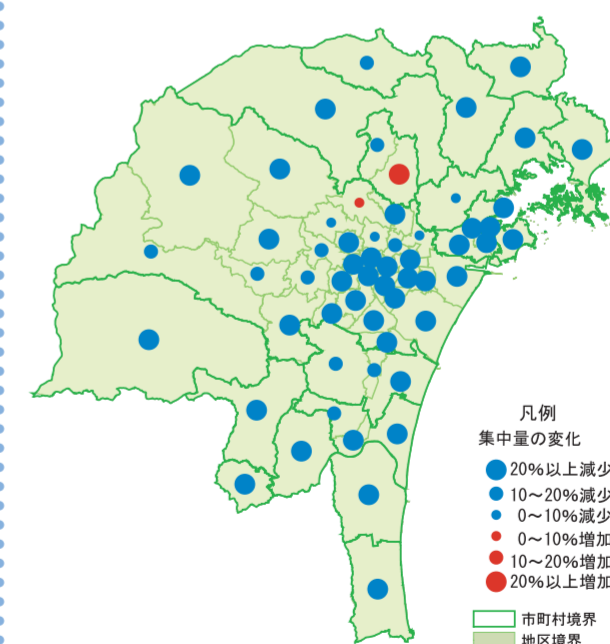 凡例
集中量の変化
20%以上減少
10～20%減少
0～10%減少
0～10%増加
10～20%増加
20%以上増加
市町村境界
地区境界